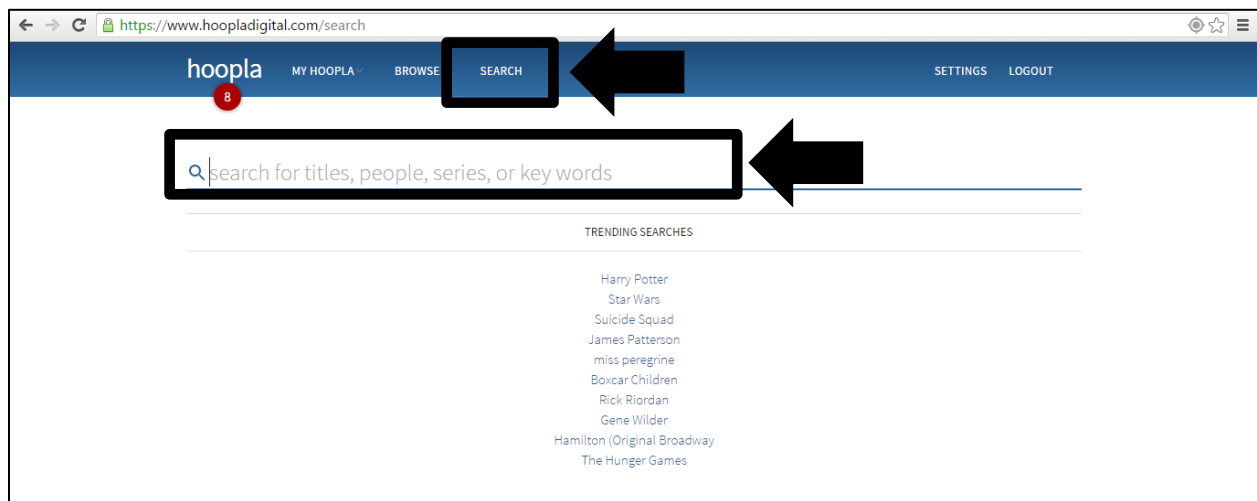 https://www.hoopladigital.com/search
hoopla MY HOOPLA BROWSE SEARCH SETTINGS LOGOUT
8
search for titles, people, series, or key words
TRENDING SEARCHES
Harry Potter
Star Wars
Suicide Squad
James Patterson
miss peregrine
Boxcar Children
Rick Riordan
Gene Wilder
Hamilton (Original Broadway
The Hunger Games